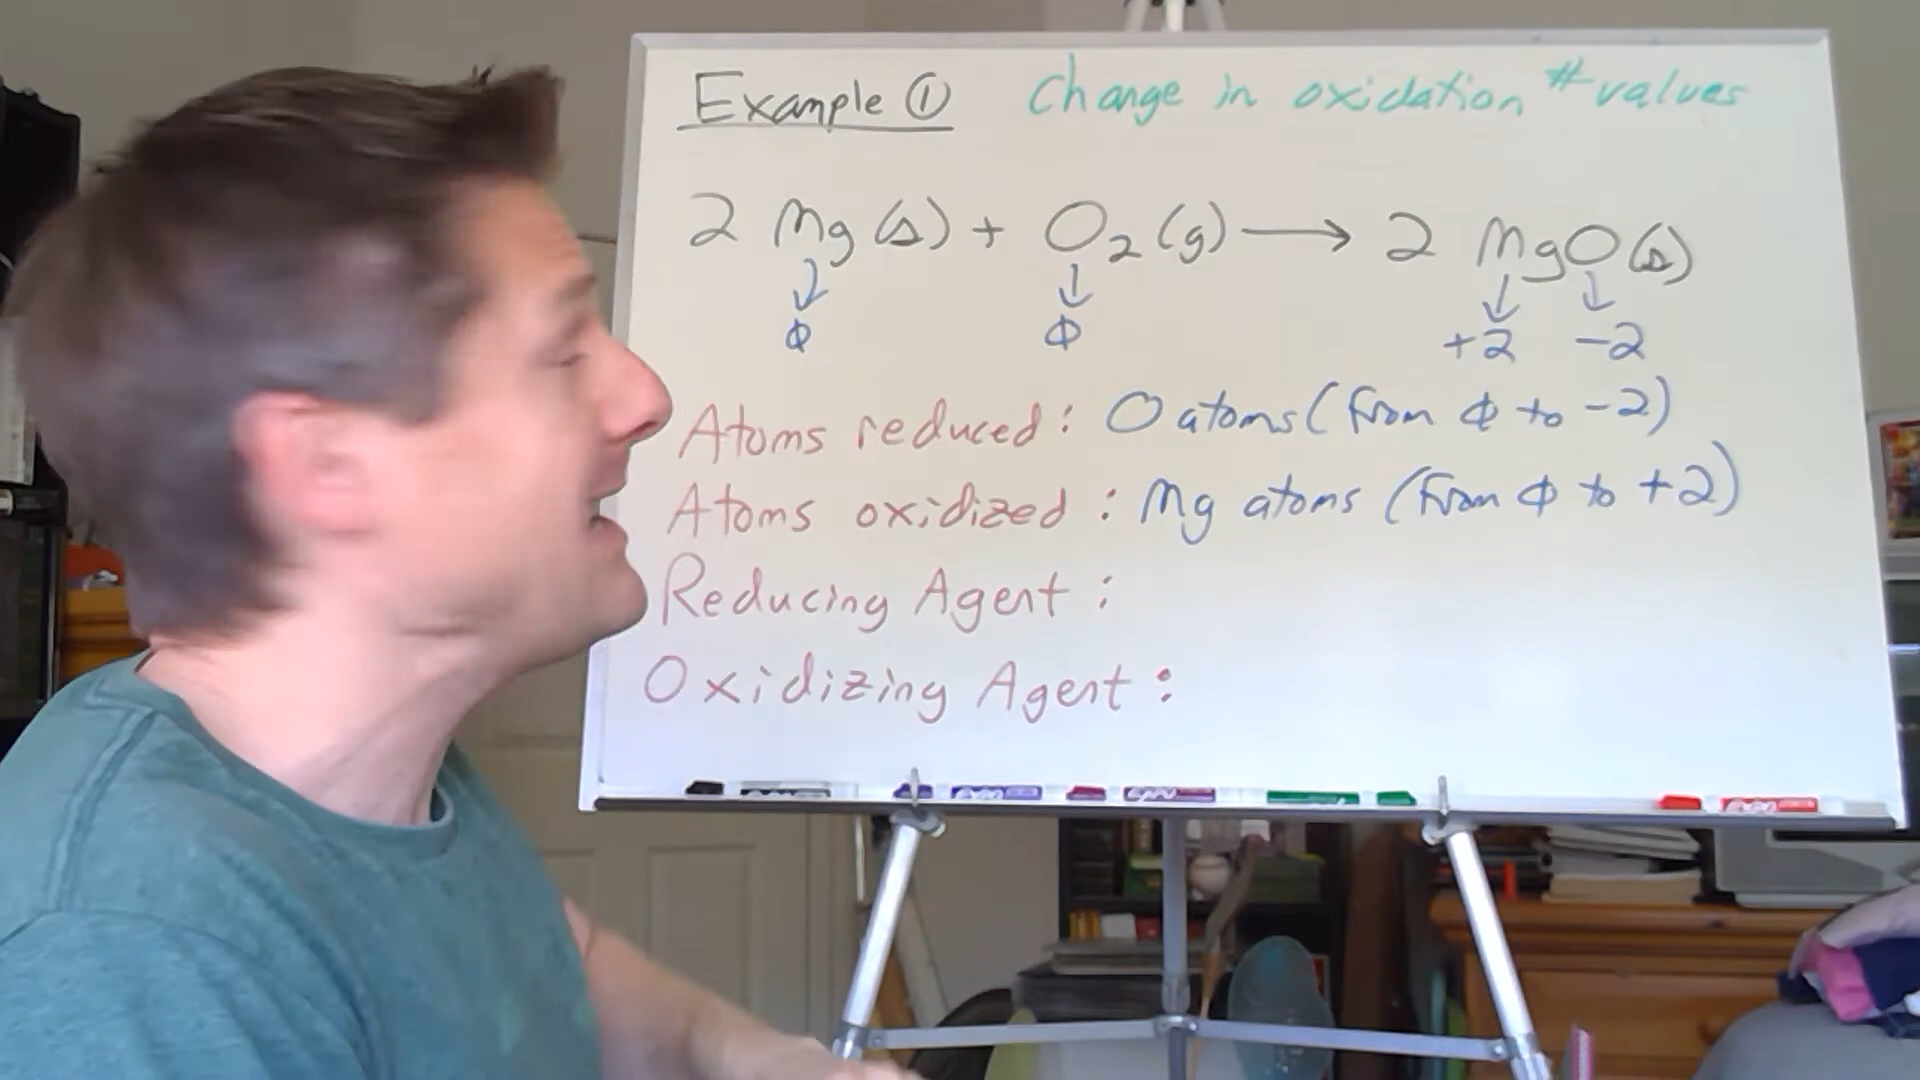 Example ① Change in oxidation # values
2 Mg (s) + O₂ (g) ⟶ 2 MgO (s)
↓ ↓ ↓ ↓
ϕ ϕ +2 −2
Atoms reduced : O atoms (from ϕ to −2)
Atoms oxidized : Mg atoms (from ϕ to +2)
Reducing Agent :
Oxidizing Agent :